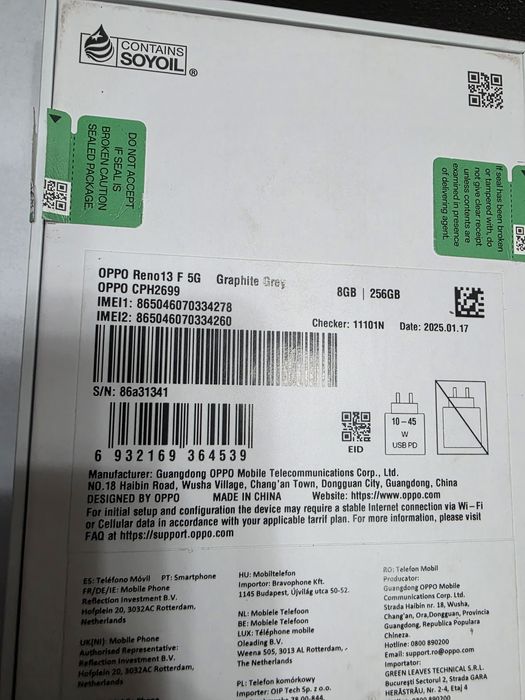 CONTAINS
SOYOIL
®
DO NOT ACCEPT
IF SEAL IS
BROKEN CAUTION
SEALED PACKAGE.
If seal has been broken
or tampered with, do
not give clear receipt
unless contents are
examined in presence
of delivering agent.
OPPO Reno13 F 5G Graphite Grey 8GB | 256GB
OPPO CPH2699
IMEI1: 865046070334278
IMEI2: 865046070334260
Checker: 11101N Date: 2025.01.17
S/N: 86a31341
6 932169 364539
EID
10-45
W
USB PD
Manufacturer: Guangdong OPPO Mobile Telecommunications Corp., Ltd.
NO.18 Haibin Road, Wusha Village, Chang'an Town, Dongguan City, Guangdong, China
DESIGNED BY OPPO MADE IN CHINA Website: https://www.oppo.com
For initial setup and configuration the device may require a stable Internet connection via Wi-Fi
or Cellular data in accordance with your applicable tarrif plan. For more information, please visit
FAQ at https://support.oppo.com
ES: Teléfono Móvil PT: Smartphone
FR/DE/IE: Mobile Phone
Reflection Investment B.V.
Hofplein 20, 3032AC Rotterdam,
Netherlands
UK(NI): Mobile Phone
Authorised Representative:
Reflection Investment B.V.
Hofplein 20, 3032AC Rotterdam,
Netherlands
HU: Mobiltelefon
Importer: Bravophone Kft.
1145 Budapest, Újvilág utca 50-52.
NL: Mobiele Telefoon
BE: Mobiele Telefoon
LUX: Téléphone mobile
Oleading B.V.
Weena 505, 3013 AL Rotterdam,
The Netherlands
PL: Telefon komórkowy
Importer: OIP Tech Sp. z o.o.
RO: Telefon Mobil
Producator:
Guangdong OPPO Mobile
Communications Corp. Ltd.
Strada Haibin nr. 18, Wusha,
Chang'an, Ora,Dongguan, Provincia
Guangdong, Republica Populara
Chineza.
Hotline: 0800 890200
Email: support.ro@oppo.com
Importator:
GREEN LEAVES TECHNICAL S.R.L.
Bucureşti Sectorul 2, Strada GARA
HERĂSTRĂU, Nr. 2-4, Etaj 4